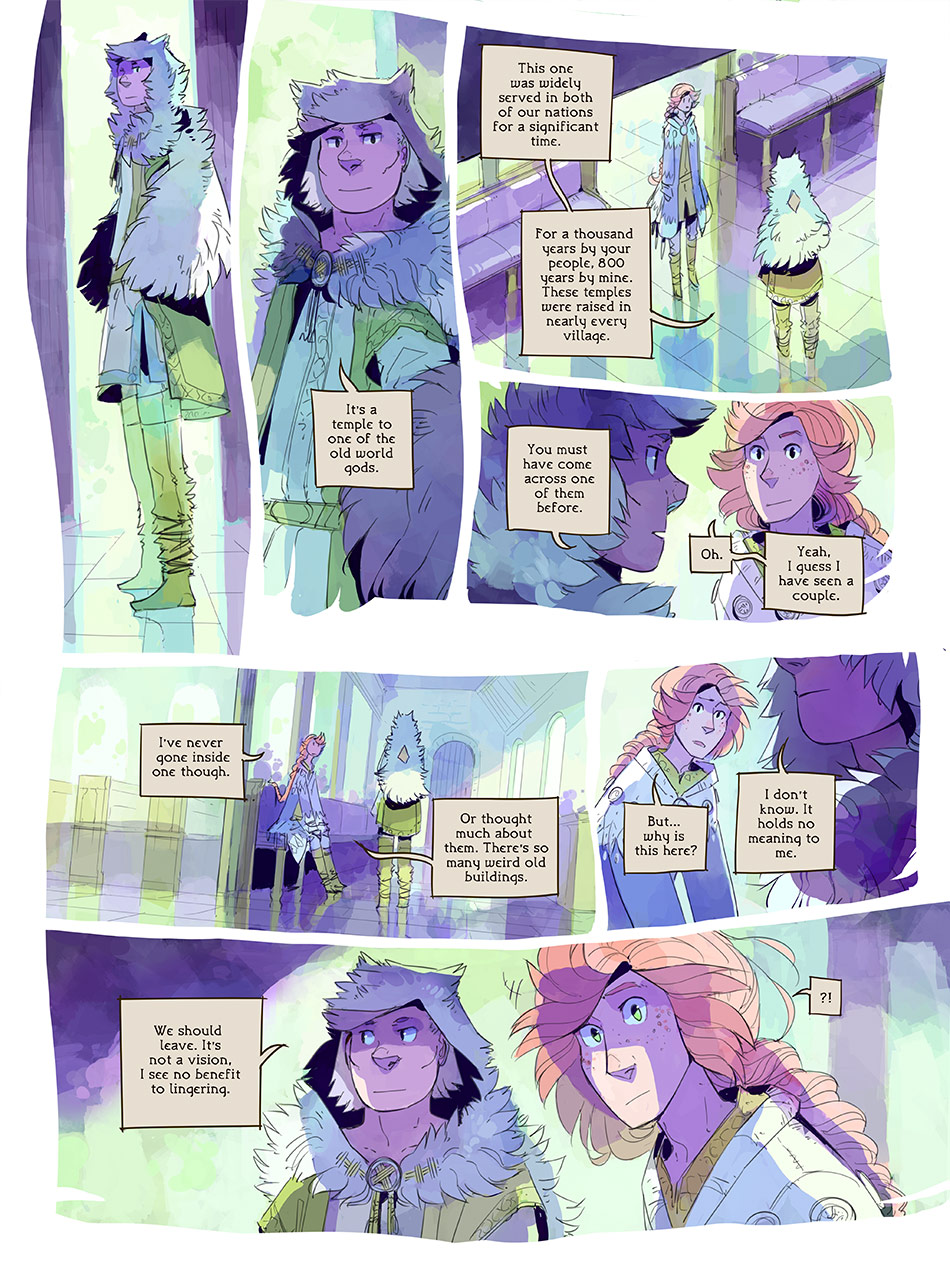 It's a
temple to
one of the
old world
gods.
This one
was widely
served in both
of our nations
for a significant
time.
For a thousand
years by your
people, 800
years by mine.
These temples
were raised in
nearly every
village.
You must
have come
across one
of them
before.
Oh.
Yeah,
I guess I
have seen a
couple.
I've never
gone inside
one though.
Or thought
much about
them. There's so
many weird old
buildings.
But...
why is
this here?
I don't
know. It
holds no
meaning to
me.
We should
leave. It's
not a vision,
I see no benefit
to lingering.
?!